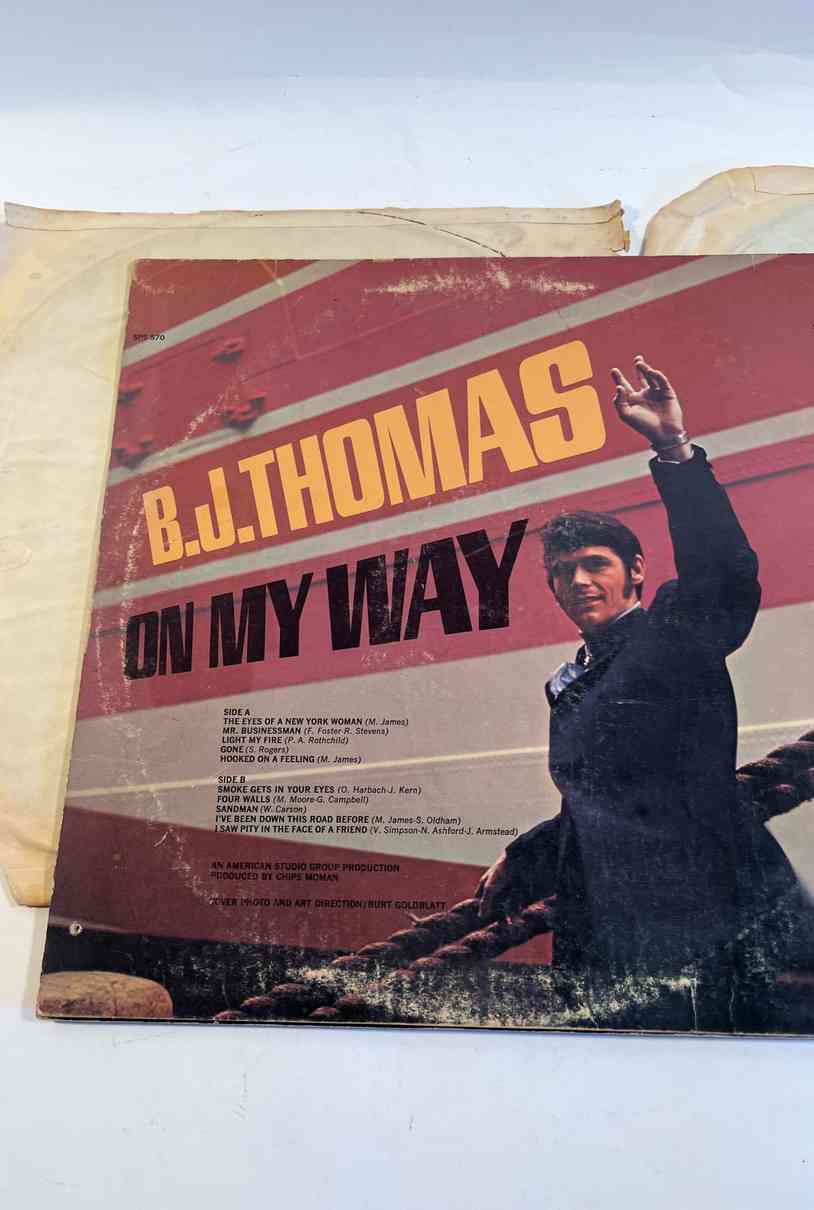 SPS-570
B.J.THOMAS
ON MY WAY
SIDE A
THE EYES OF A NEW YORK WOMAN (M. James)
MR. BUSINESSMAN (F. Foster-R. Stevens)
LIGHT MY FIRE (P. A. Rothchild)
GONE (S. Rogers)
HOOKED ON A FEELING (M. James)
SIDE B
SMOKE GETS IN YOUR EYES (O. Harbach-J. Kern)
FOUR WALLS (M. Moore-G. Campbell)
SANDMAN (W. Carson)
I'VE BEEN DOWN THIS ROAD BEFORE (M. James-S. Oldham)
I SAW PITY IN THE FACE OF A FRIEND (V. Simpson-N. Ashford-J. Armstead)
AN AMERICAN STUDIO GROUP PRODUCTION
PRODUCED BY CHIPS MOMAN
COVER PHOTO AND ART DIRECTION/BURT GOLDBLATT